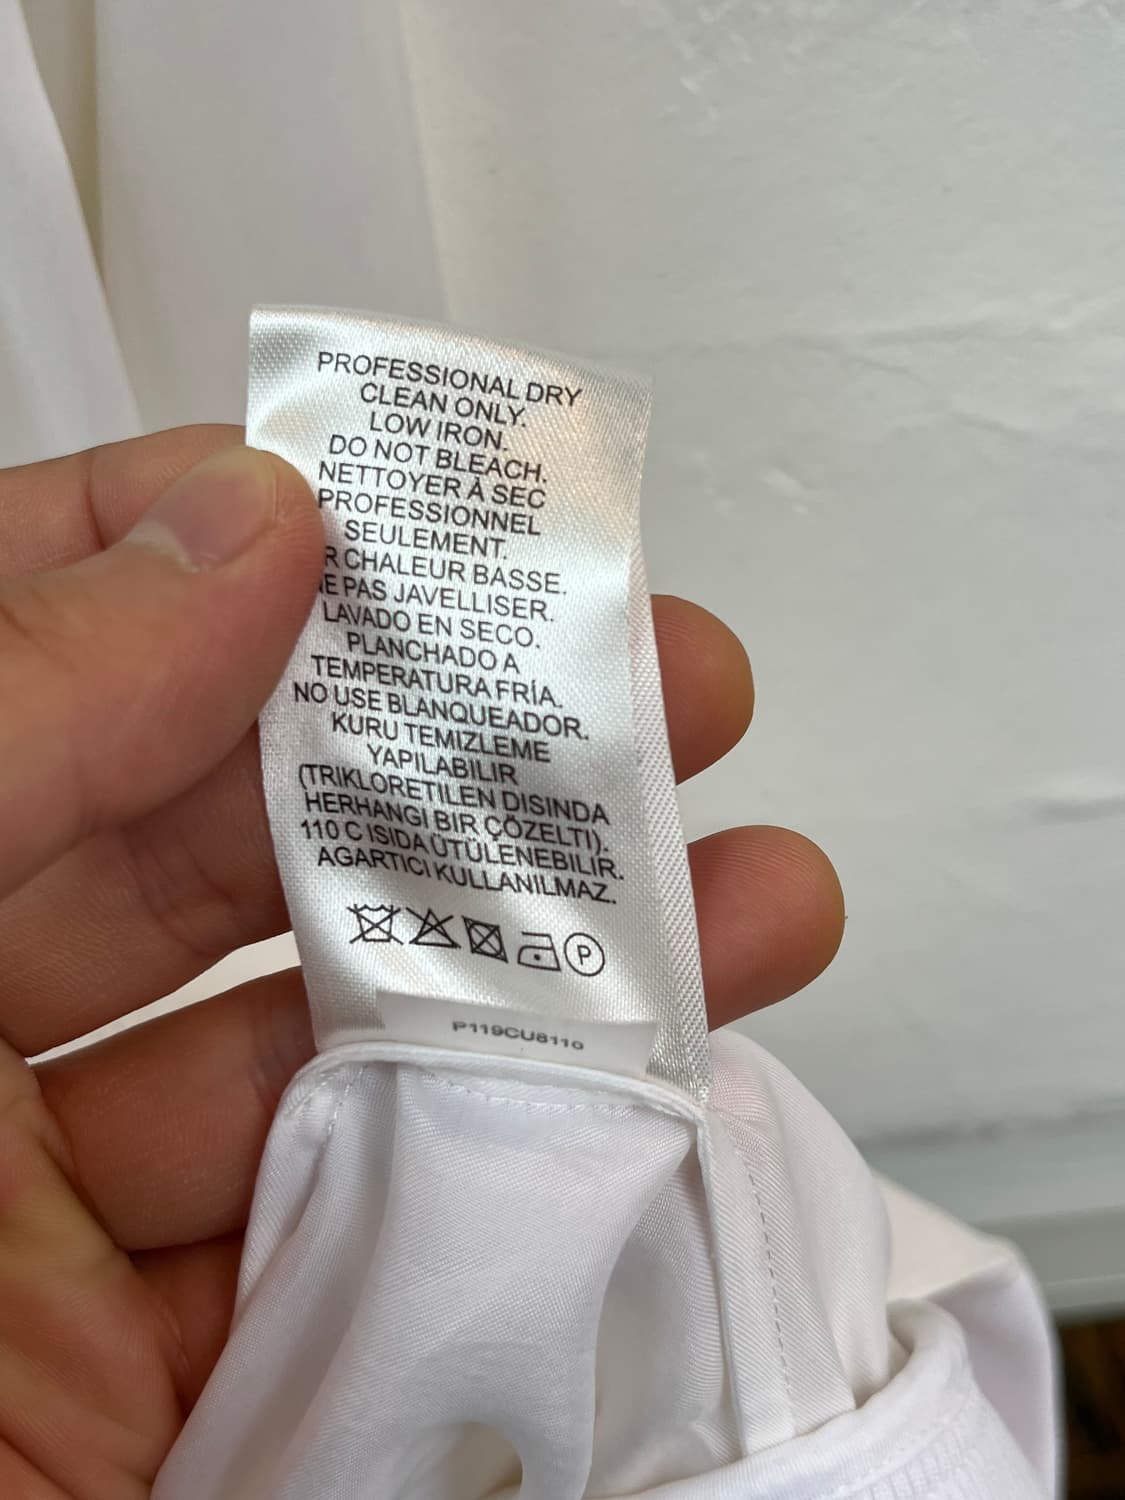 PROFESSIONAL DRY
CLEAN ONLY.
LOW IRON.
DO NOT BLEACH.
NETTOYER À SEC
PROFESSIONNEL
SEULEMENT.
R CHALEUR BASSE.
NE PAS JAVELLISER.
LAVADO EN SECO.
PLANCHADO A
TEMPERATURA FRÍA.
NO USE BLANQUEADOR.
KURU TEMIZLEME
YAPILABILIR
(TRIKLORETILEN DISINDA
HERHANGI BIR ÇÖZELTI).
110 C ISIDA ÜTÜLENEBILIR.
AGARTICI KULLANILMAZ.
P
P119CU8110